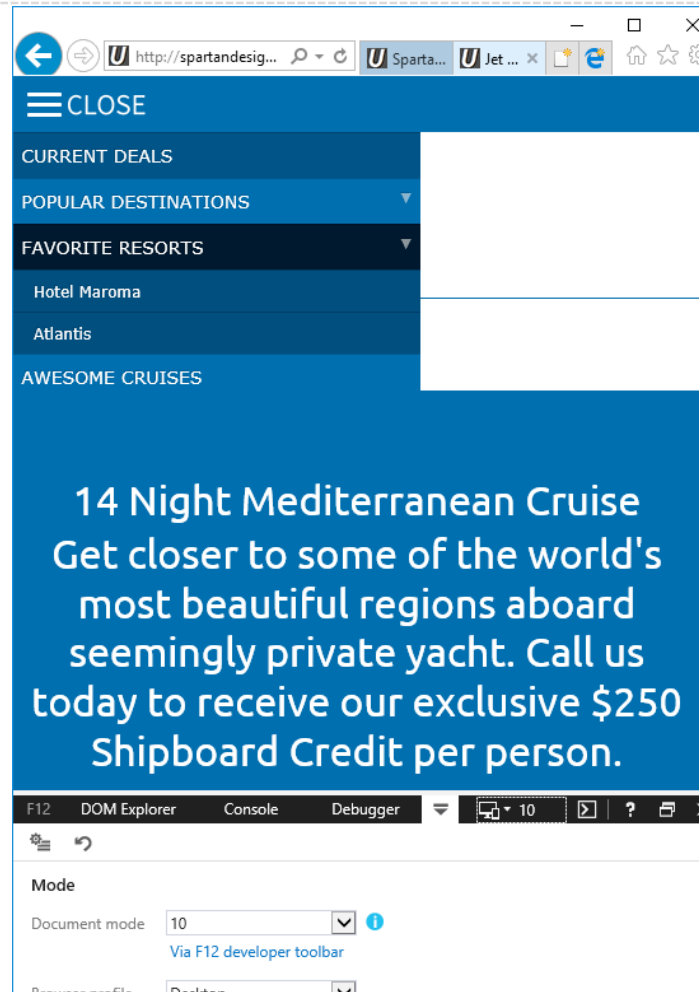 http://spartandesig...
Sparta...
Jet ...
CLOSE
CURRENT DEALS
POPULAR DESTINATIONS
FAVORITE RESORTS
Hotel Maroma
Atlantis
AWESOME CRUISES
14 Night Mediterranean Cruise
Get closer to some of the world's
most beautiful regions aboard
seemingly private yacht. Call us
today to receive our exclusive $250
Shipboard Credit per person.
F12 DOM Explorer Console Debugger 10 ?
Mode
Document mode 10
Via F12 developer toolbar
Browser profile Desktop